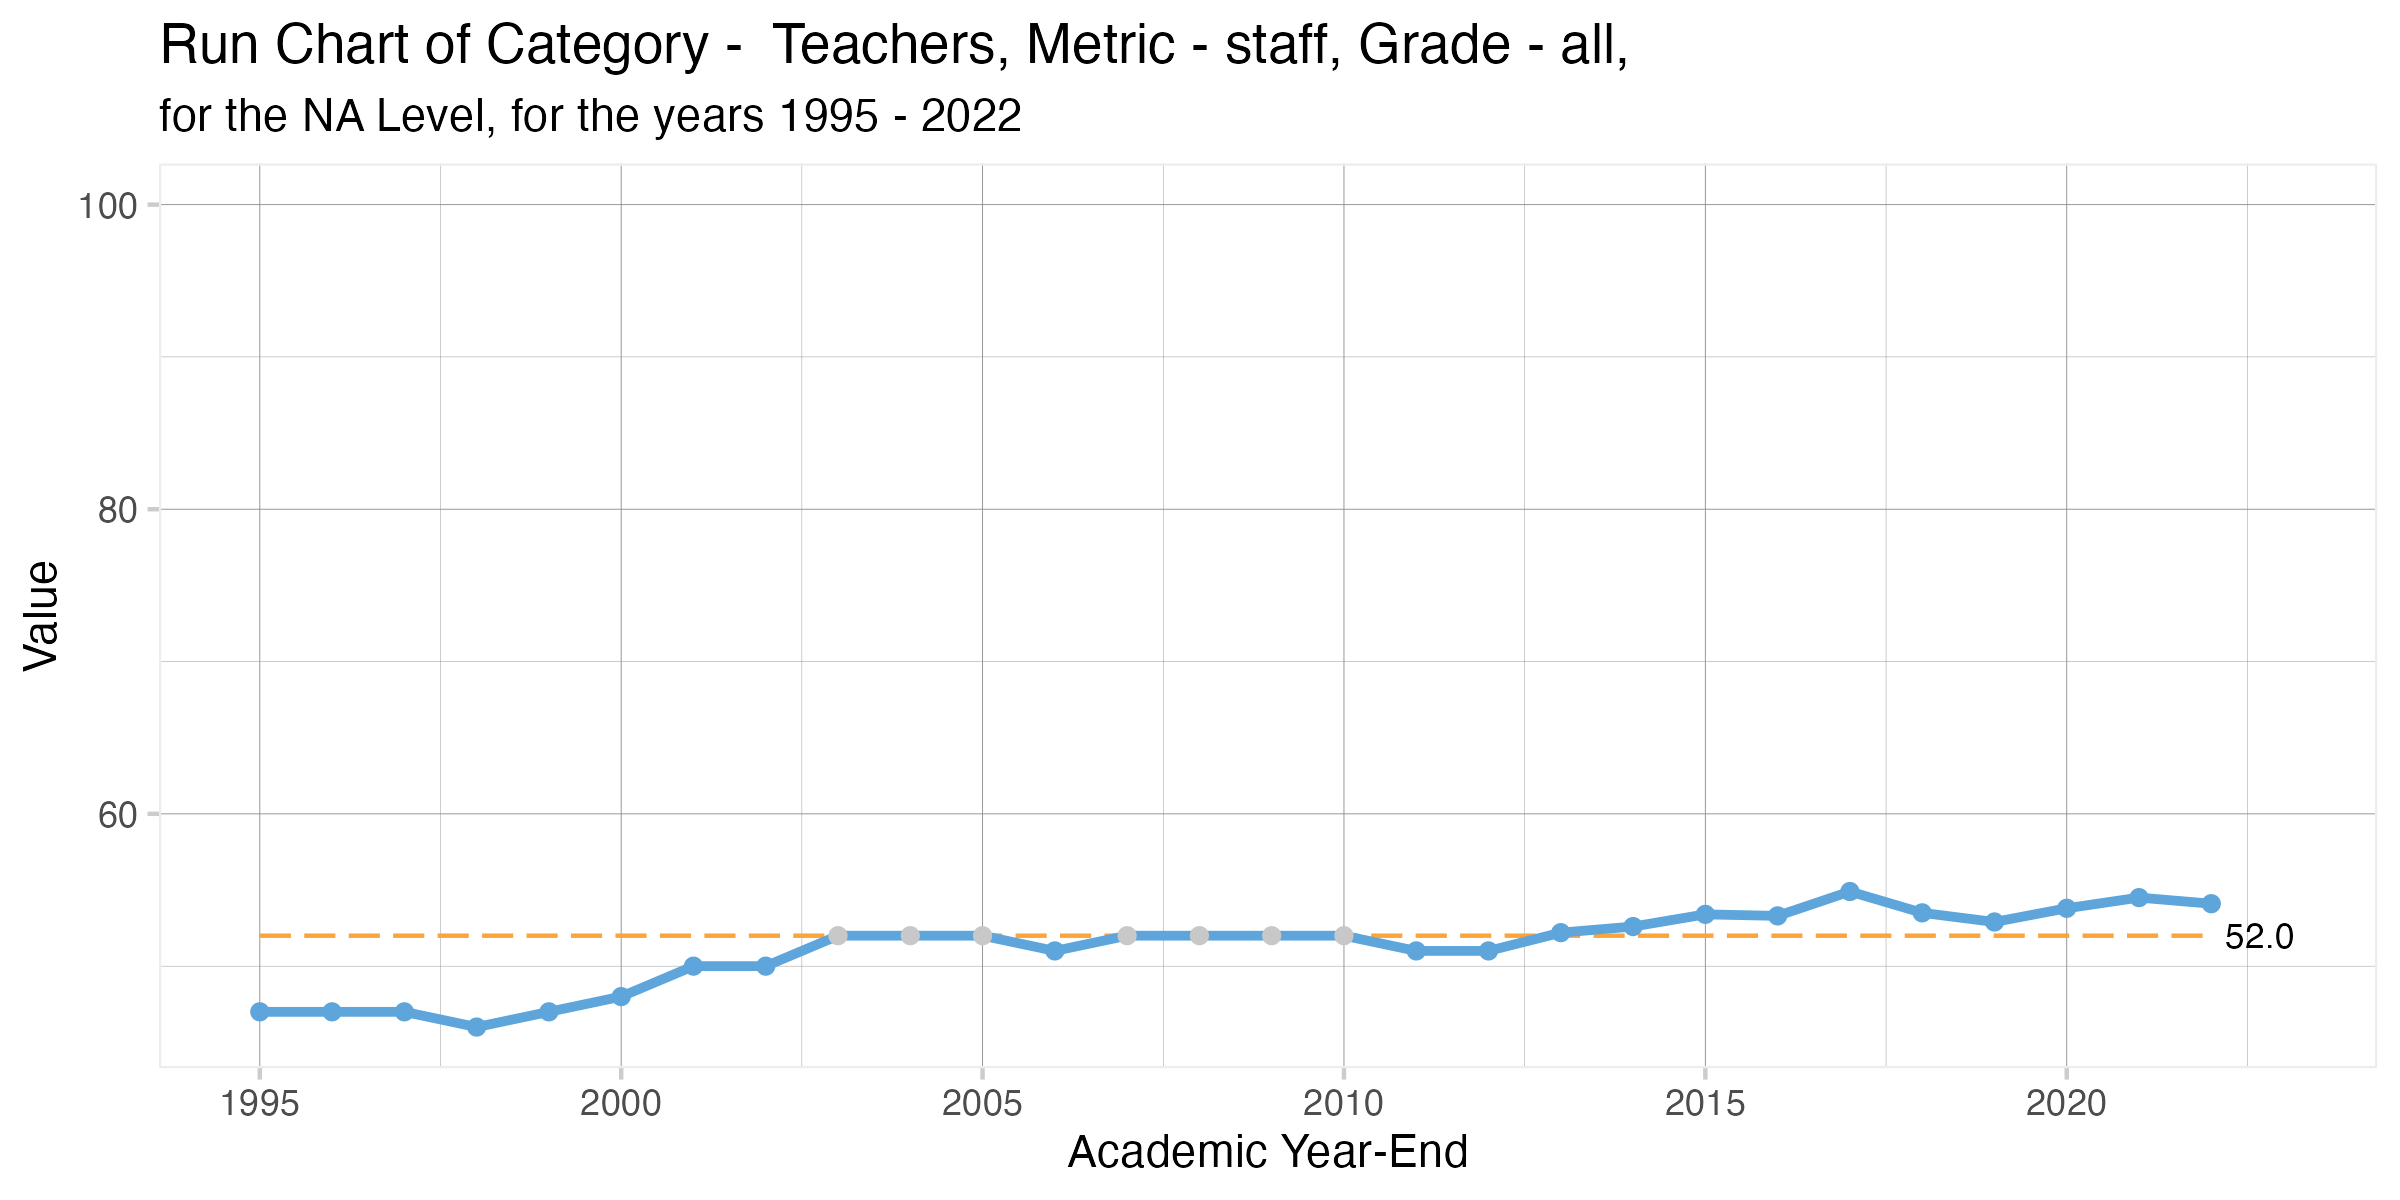 Run Chart of Category -  Teachers, Metric - staff, Grade - all,
for the NA Level, for the years 1995 - 2022
100
80
60
Value
52.0
1995 2000 2005 2010 2015 2020
Academic Year-End